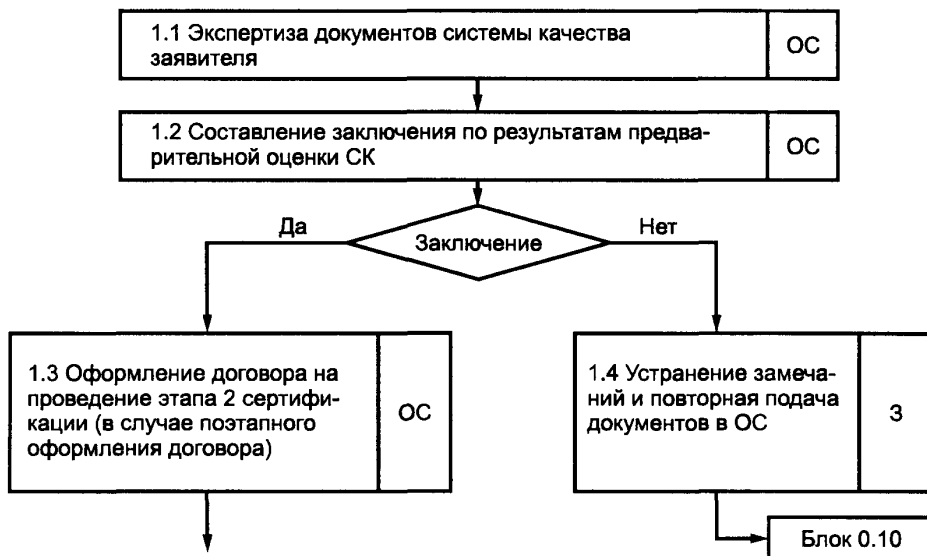 1.1 Экспертиза документов системы качества
заявителя
ОС
1.2 Составление заключения по результатам предва-
рительной оценки СК
ОС
Да
Заключение
Нет
1.3 Оформление договора на
проведение этапа 2 сертифи-
кации (в случае поэтапного
оформления договора)
ОС
1.4 Устранение замеча-
ний и повторная подача
документов в ОС
З
Блок 0.10